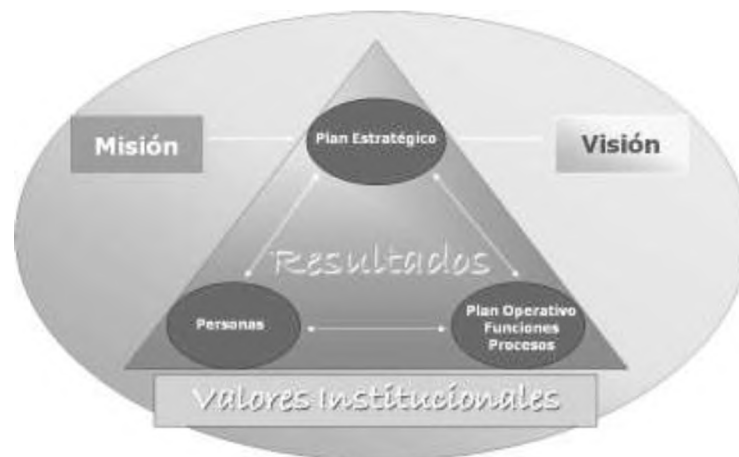 Plan Estratégico
Misión
Visión
Resultados
Personas
Plan Operativo
Funciones
Procesos
Valores Institucionales